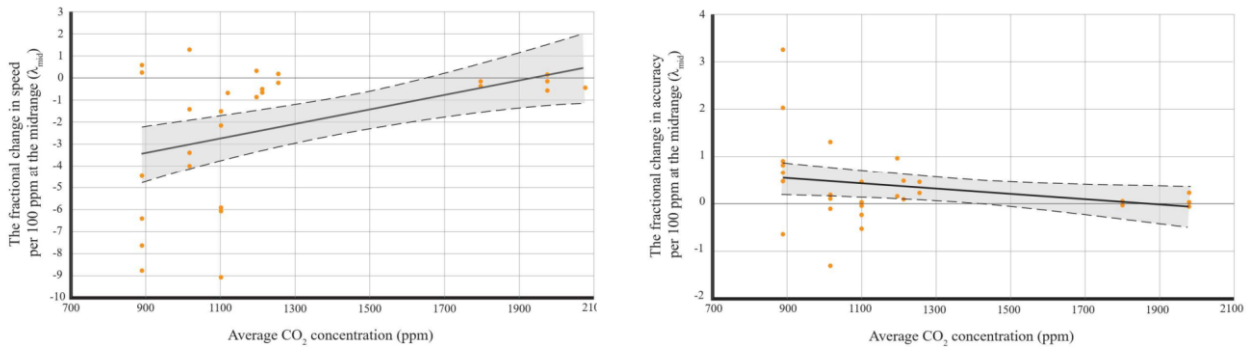 The fractional change in speed
per 100 ppm at the midrange (λmid)
3
2
1
0
-1
-2
-3
-4
-5
-6
-7
-8
-9
-10
700 900 1100 1300 1500 1700 1900 210
Average CO2 concentration (ppm)
The fractional change in accuracy
per 100 ppm at the midrange (λmid)
4
3
2
1
0
-1
-2
700 900 1100 1300 1500 1700 1900 2100
Average CO2 concentration (ppm)